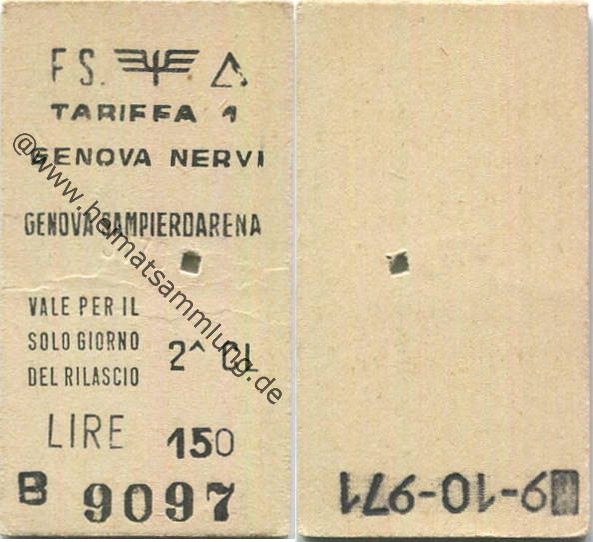 F S. A
TARIFFA 1
GENOVA NERVI
GENOVA SAMPIERDARENA
VALE PER IL
SOLO GIORNO
DEL RILASCIO
2^ CL.
LIRE 150
B 9097
@www.heimatsammlung.de
9-10-971